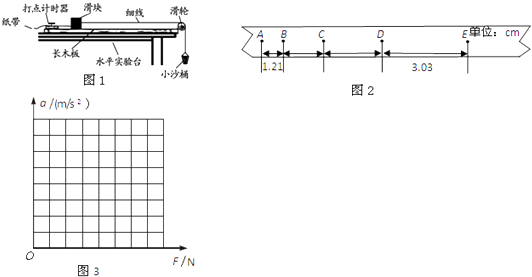 打点计时器
滑块
细线
滑轮
纸带
长木板
水平实验台
小沙桶
图1
A B C D E 单位：cm
1.21 3.03
图2
a/(m/s²)
O F/N
图3